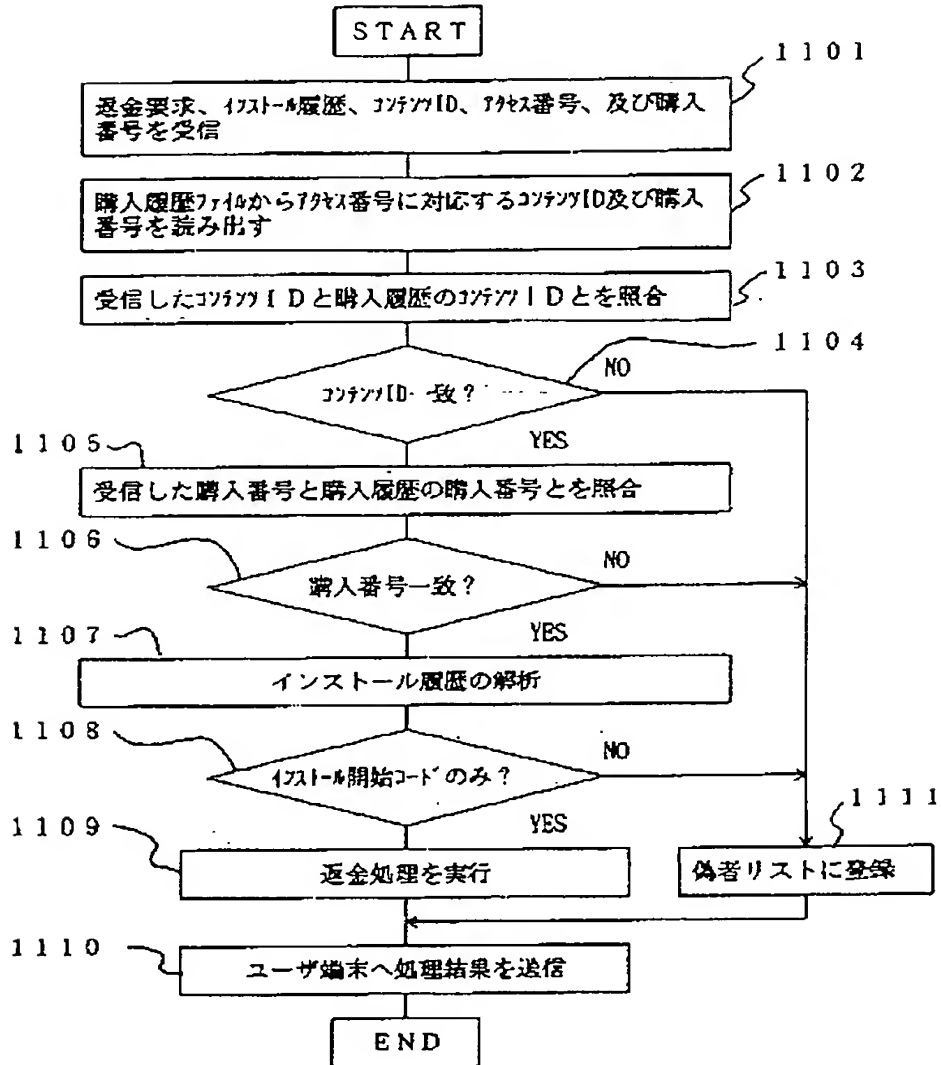 START
1101
返金要求、インストール履歴、コンテンツID、アクセス番号、及び購入
番号を受信
1102
購入履歴ファイルからアクセス番号に対応するコンテンツID及び購入
番号を読み出す
1103
受信したコンテンツIDと購入履歴のコンテンツIDとを照合
1104
コンテンツID一致?
NO
YES
1105
受信した購入番号と購入履歴の購入番号とを照合
1106
購入番号一致?
NO
YES
1107
インストール履歴の解析
1108
インストール開始コードのみ?
NO
YES
1109
返金処理を実行
1111
偽者リストに登録
1110
ユーザ端末へ処理結果を送信
END